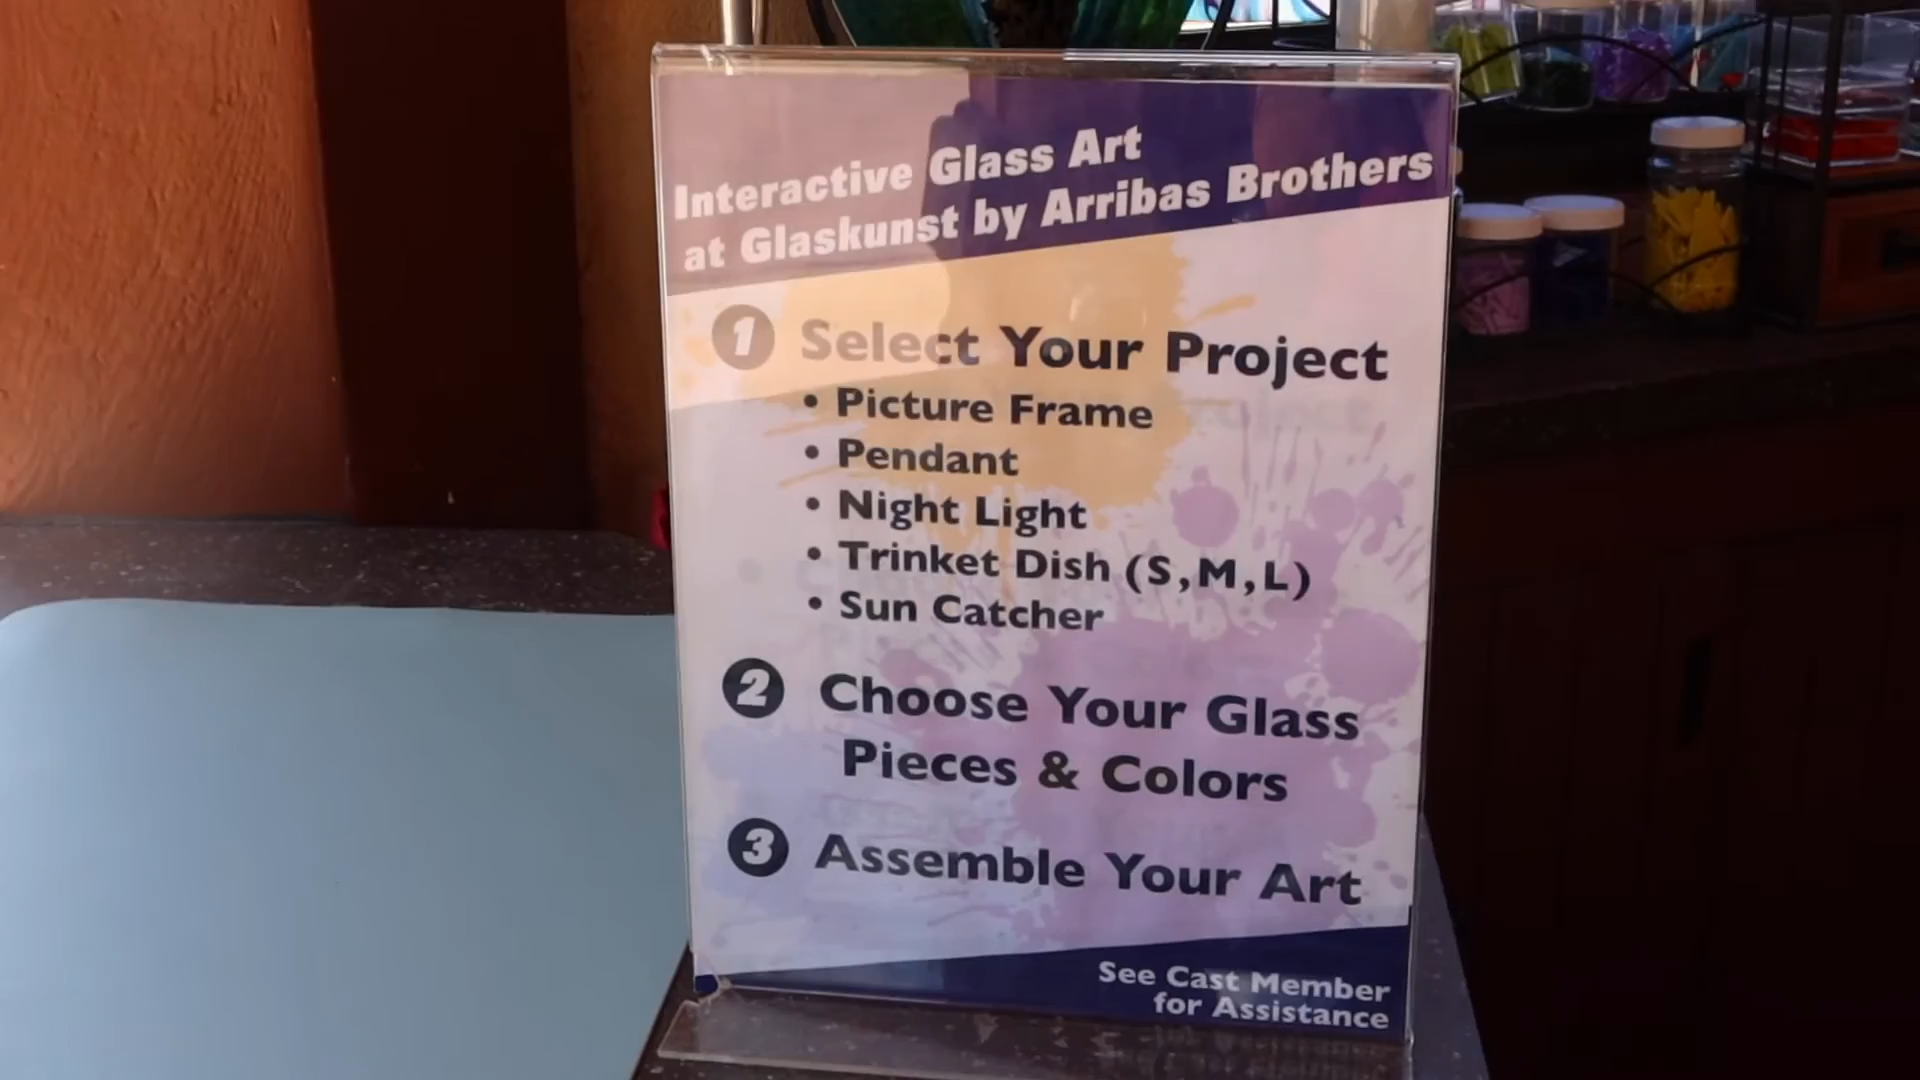 Interactive Glass Art
at Glaskunst by Arribas Brothers
1 Select Your Project
• Picture Frame
• Pendant
• Night Light
• Trinket Dish (S,M,L)
• Sun Catcher
2 Choose Your Glass
Pieces & Colors
3 Assemble Your Art
See Cast Member
for Assistance